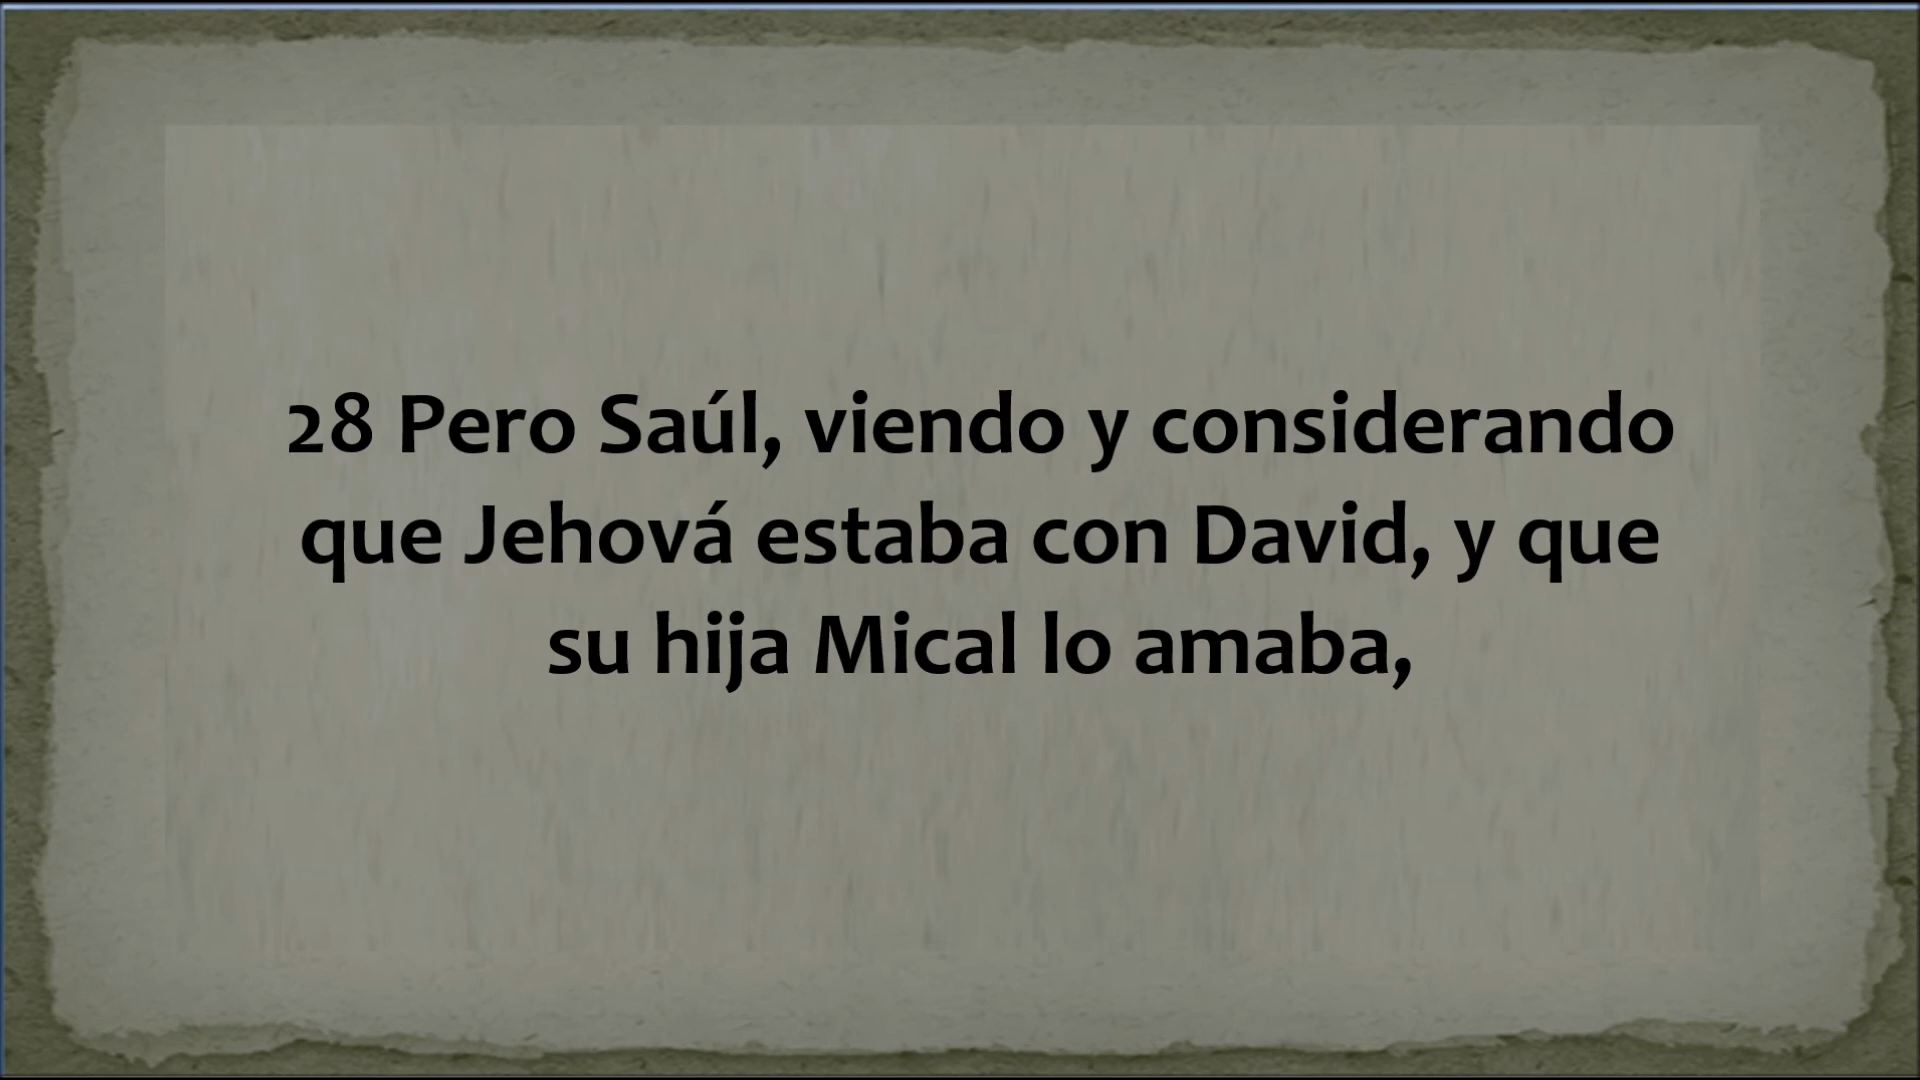 28 Pero Saúl, viendo y considerando
que Jehová estaba con David, y que
su hija Mical lo amaba,